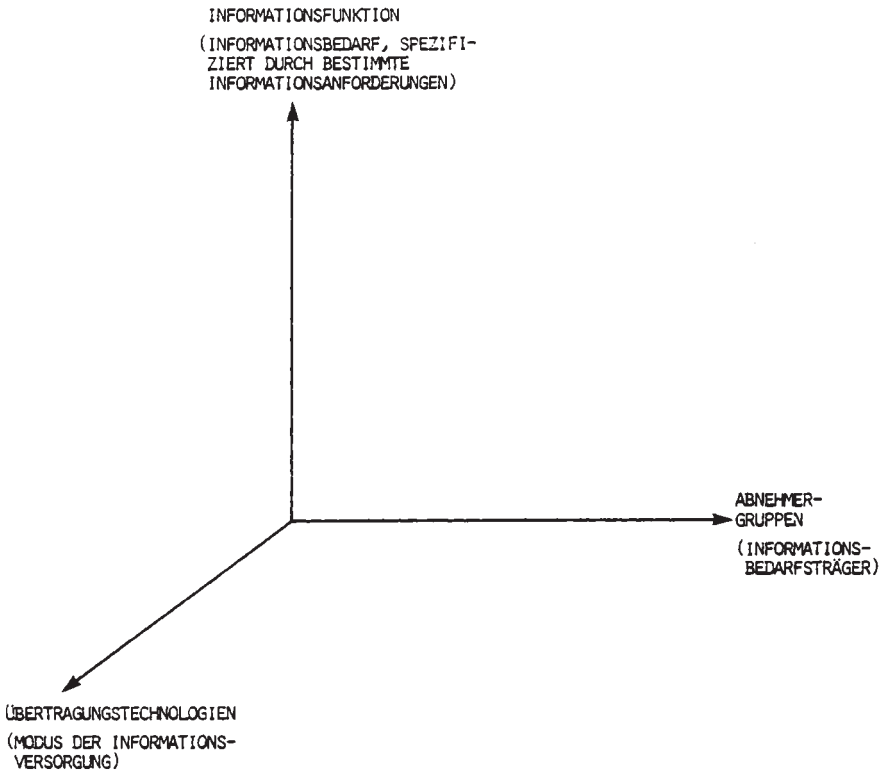 INFORMATIONSFUNKTION
(INFORMATIONSBEDARF, SPEZIFI-
ZIERT DURCH BESTIMMTE
INFORMATIONSANFORDERUNGEN)
ABNEHMER-
GRUPPEN
(INFORMATIONS-
BEDARFSTRÄGER)
ÜBERTRAGUNGSTECHNOLOGIEN
(MODUS DER INFORMATIONS-
VERSORGUNG)